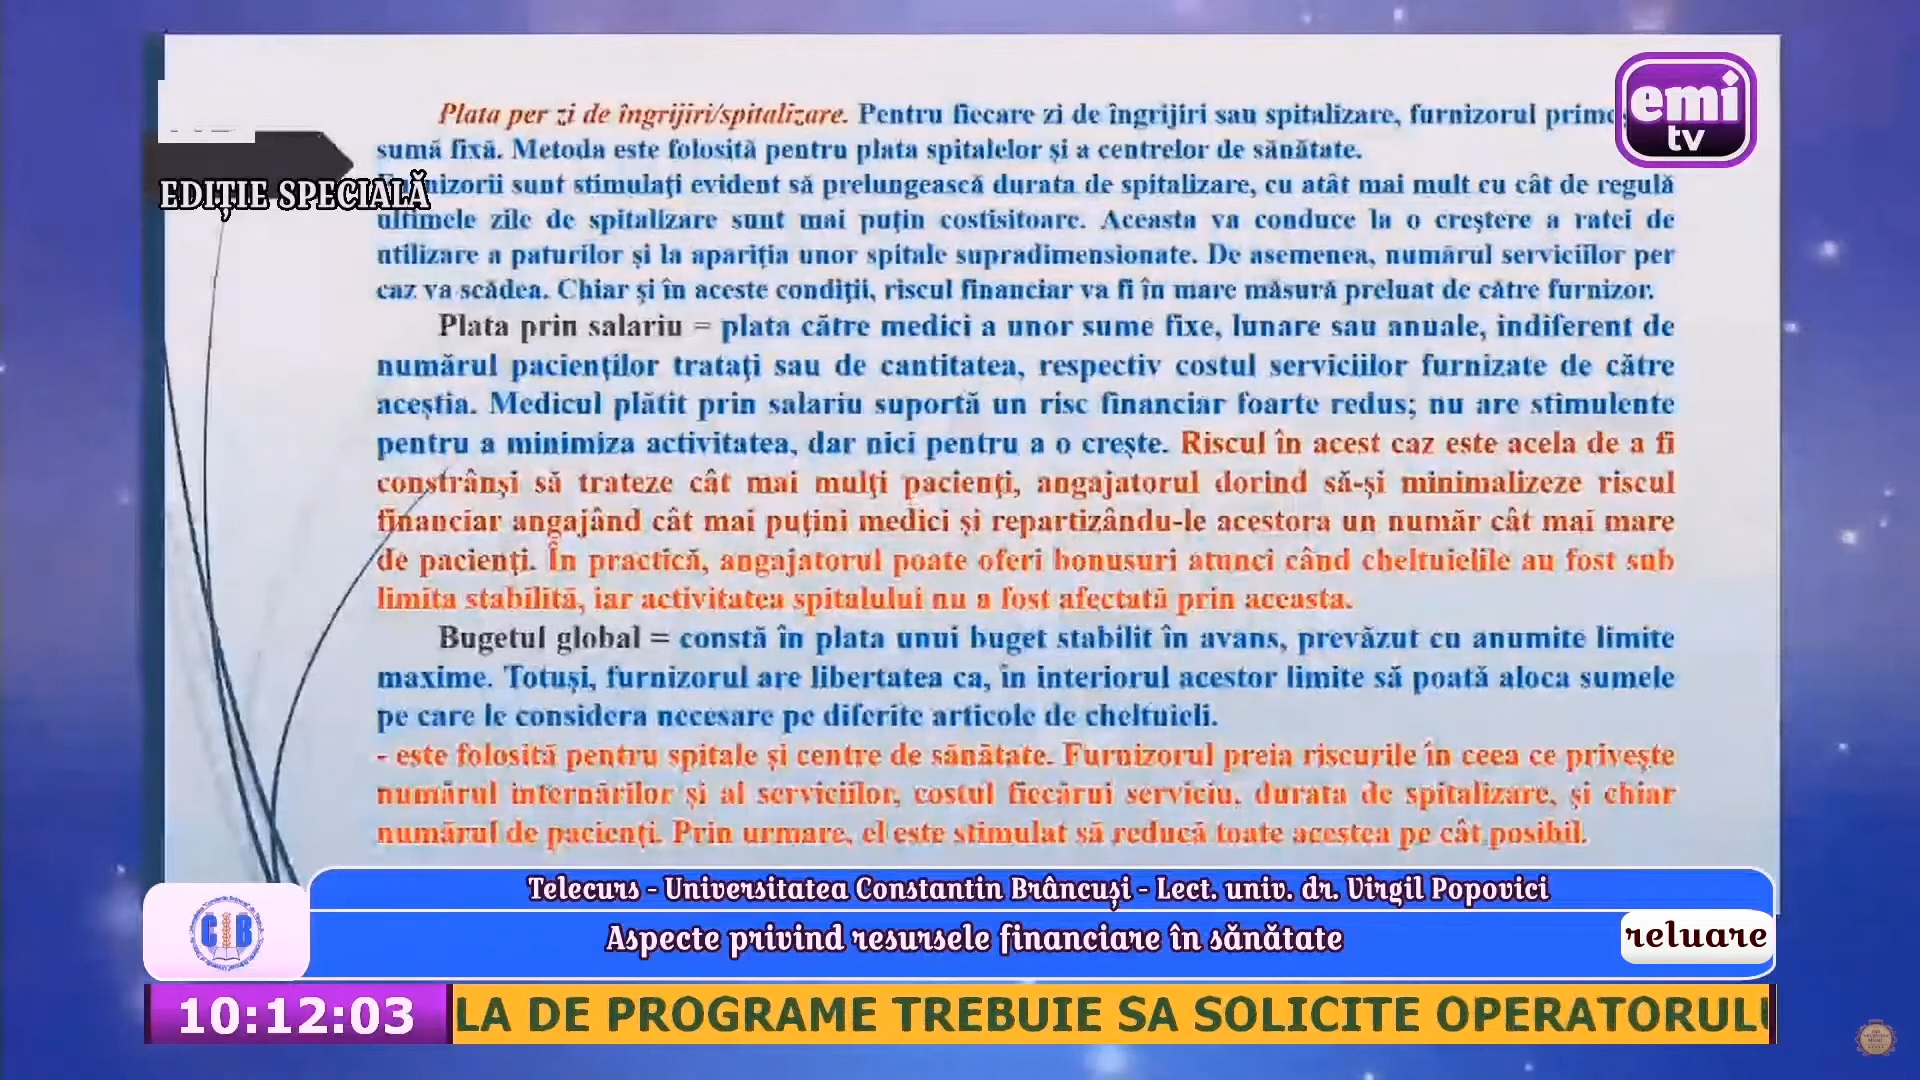 emi
tv
Plata per zi de îngrijiri/spitalizare. Pentru fiecare zi de îngrijiri sau spitalizare, furnizorul
sumă fixă. Metoda este folosită pentru plata spitalelor și a centrelor de sănătate.
EDIȚIE SPECIALĂ
sunt stimulați evident să prelungească durata de spitalizare, cu atât mai mult cu cât de regulă
ultimele zile de spitalizare sunt mai puțin costisitoare. Aceasta va conduce la o creștere a ratei de
utilizare a paturilor și la apariția unor spitale supradimensionate. De asemenea, numărul serviciilor per
caz va scădea. Chiar și în aceste condiții, riscul financiar va fi în mare măsură preluat de către furnizor.
Plata prin salariu = plata către medici a unor sume fixe, lunare sau anuale, indiferent de
numărul pacienților tratați sau de cantitatea, respectiv costul serviciilor furnizate de către
aceștia. Medicul plătit prin salariu suportă un risc financiar foarte redus; nu are stimulente
pentru a minimiza activitatea, dar nici pentru a o crește. Riscul în acest caz este acela de a fi
constrânși să trateze cât mai mulți pacienți, angajatorul dorind să-și minimalizeze riscul
financiar angajând cât mai puțini medici și repartizându-le acestora un număr cât mai mare
de pacienți. În practică, angajatorul poate oferi bonusuri atunci când cheltuielile au fost sub
limita stabilită, iar activitatea spitalului nu a fost afectată prin aceasta.
Bugetul global = constă în plata unui buget stabilit în avans, prevăzut cu anumite limite
maxime. Totuși, furnizorul are libertatea ca, în interiorul acestor limite să poată aloca sumele
pe care le considera necesare pe diferite articole de cheltuieli.
- este folosită pentru spitale și centre de sănătate. Furnizorul preia riscurile în ceea ce privește
numărul internărilor și al serviciilor, costul fiecărui serviciu, durata de spitalizare, și chiar
numărul de pacienți. Prin urmare, el este stimulat să reducă toate acestea pe cât posibil.
Telecurs - Universitatea Constantin Brâncuși - Lect. univ. dr. Virgil Popovici
Aspecte privind resursele financiare în sănătate
reluare
CB
10:12:03
LA DE PROGRAME TREBUIE SA SOLICITE OPERATORULU